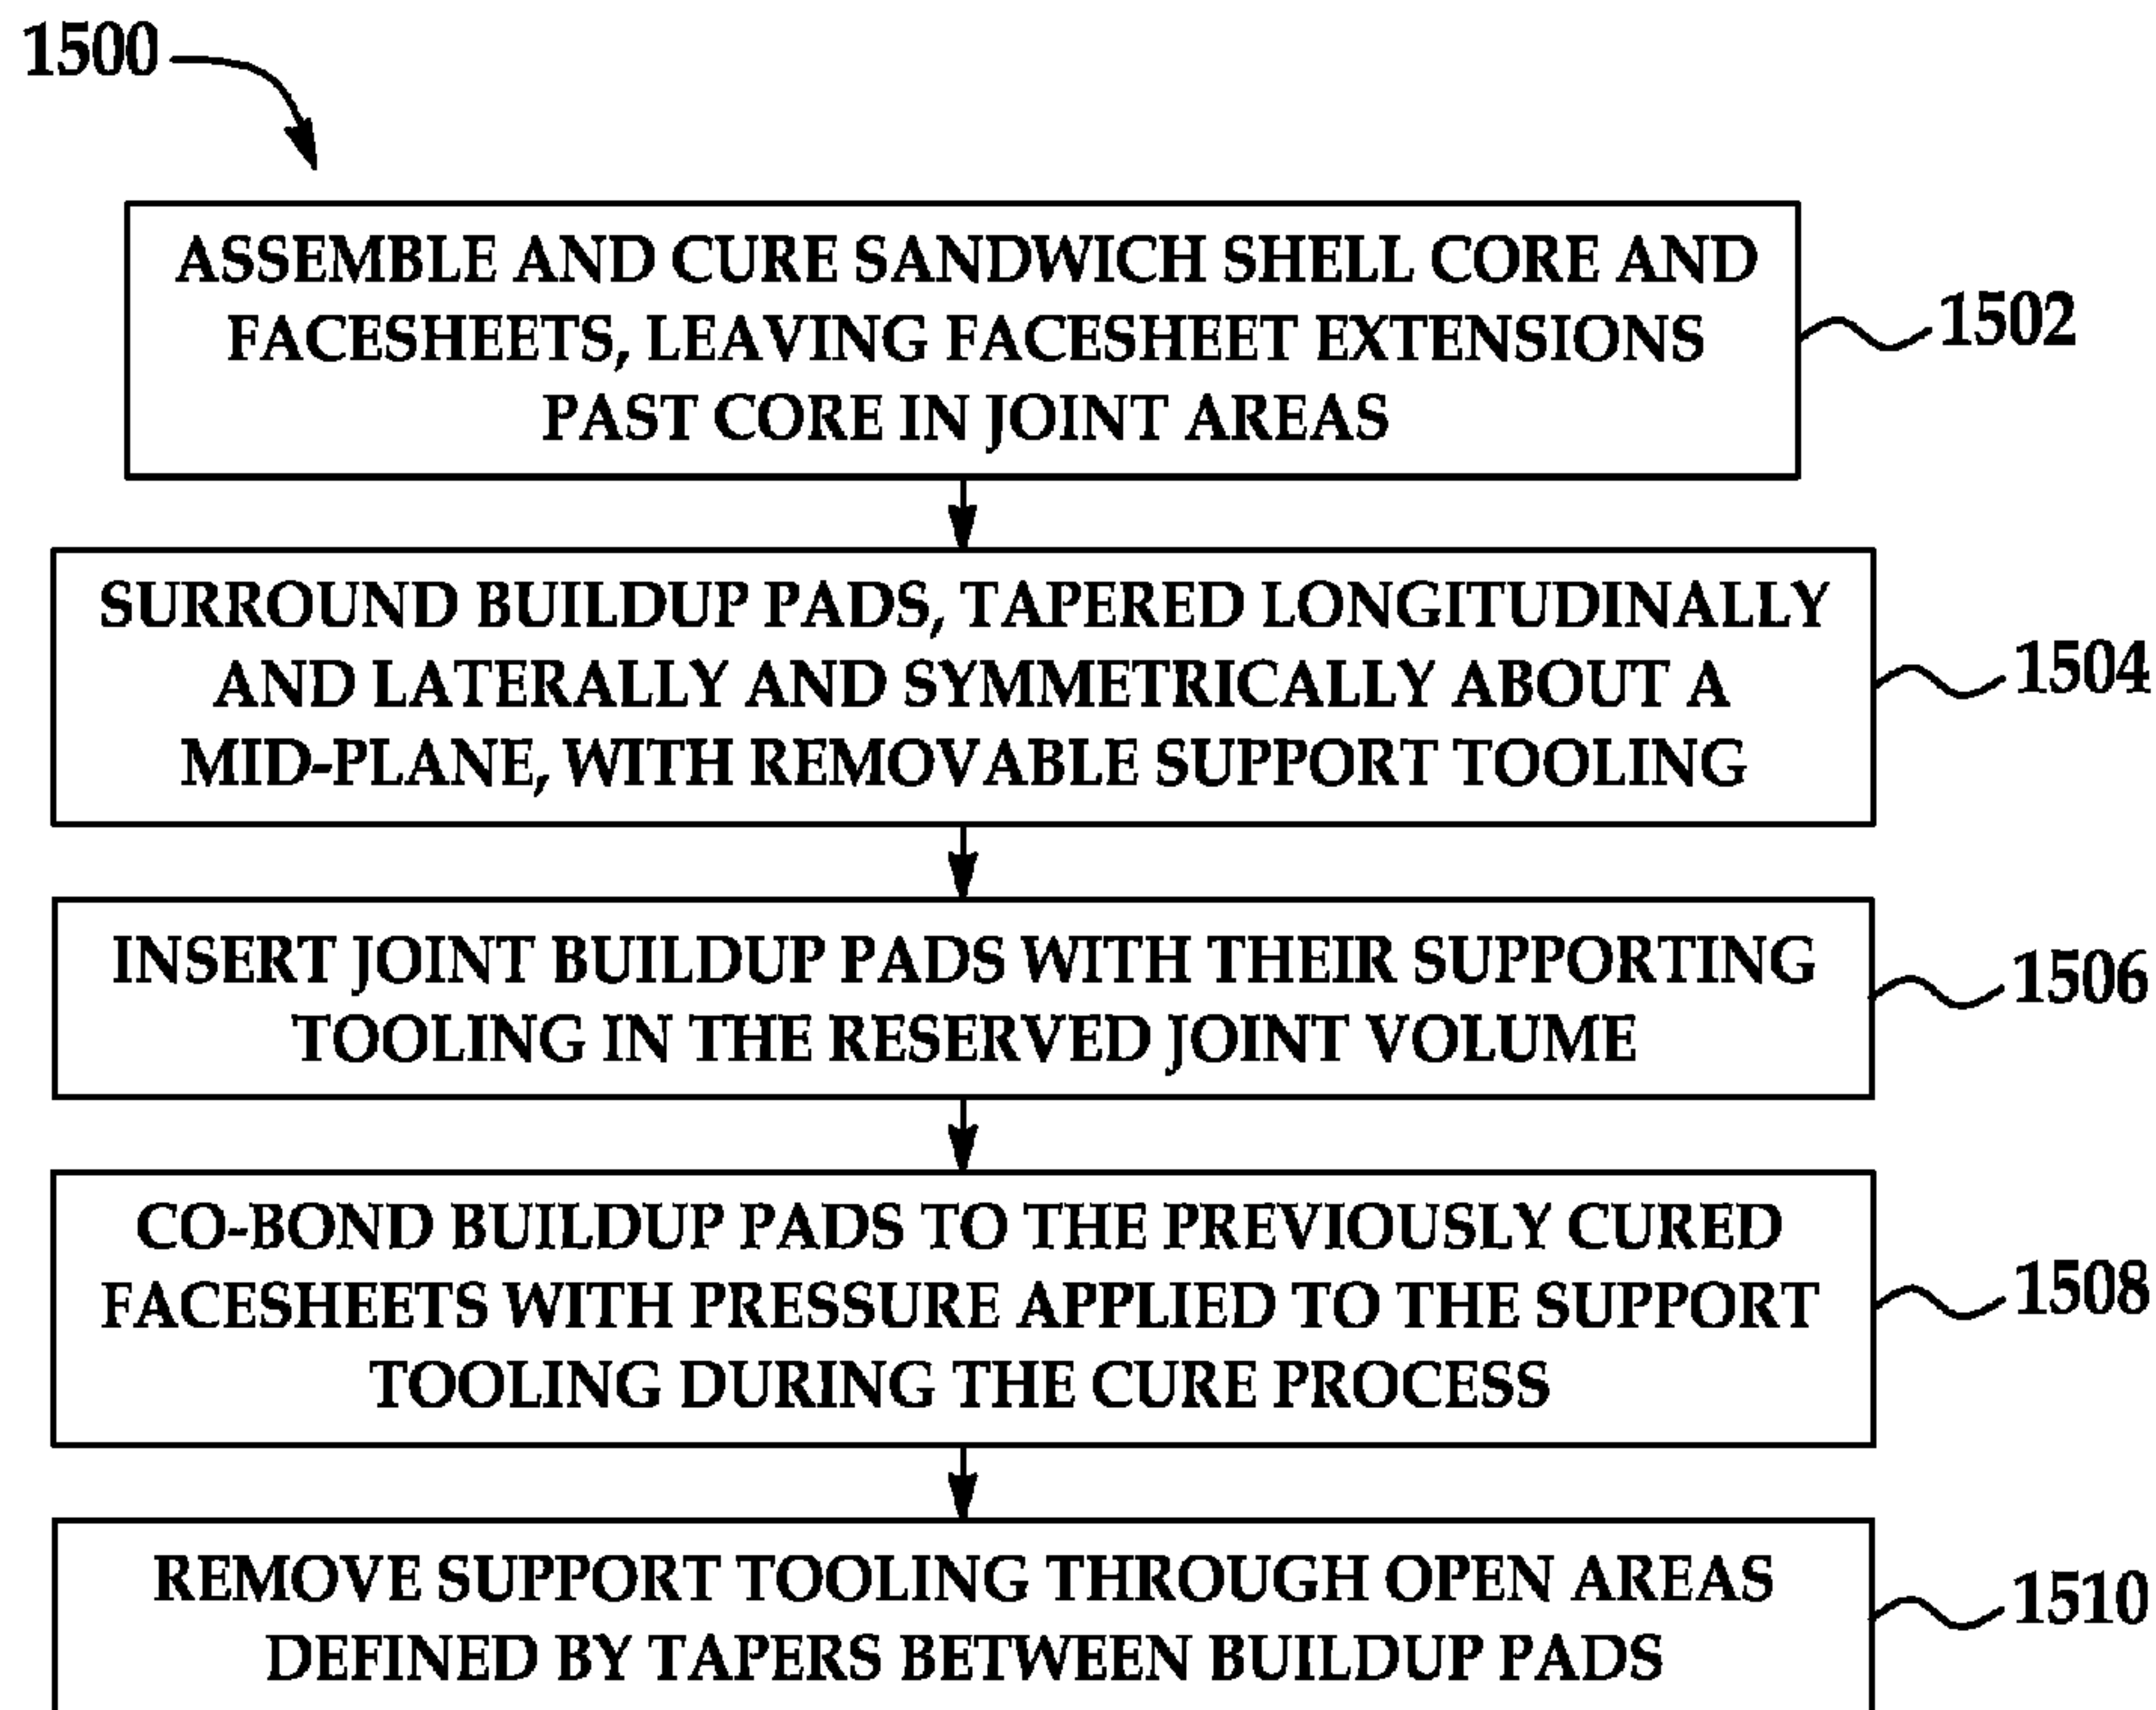 1500
ASSEMBLE AND CURE SANDWICH SHELL CORE AND
FACESHEETS, LEAVING FACESHEET EXTENSIONS
PAST CORE IN JOINT AREAS
1502
SURROUND BUILDUP PADS, TAPERED LONGITUDINALLY
AND LATERALLY AND SYMMETRICALLY ABOUT A
MID-PLANE, WITH REMOVABLE SUPPORT TOOLING
1504
INSERT JOINT BUILDUP PADS WITH THEIR SUPPORTING
TOOLING IN THE RESERVED JOINT VOLUME
1506
CO-BOND BUILDUP PADS TO THE PREVIOUSLY CURED
FACESHEETS WITH PRESSURE APPLIED TO THE SUPPORT
TOOLING DURING THE CURE PROCESS
1508
REMOVE SUPPORT TOOLING THROUGH OPEN AREAS
DEFINED BY TAPERS BETWEEN BUILDUP PADS
1510